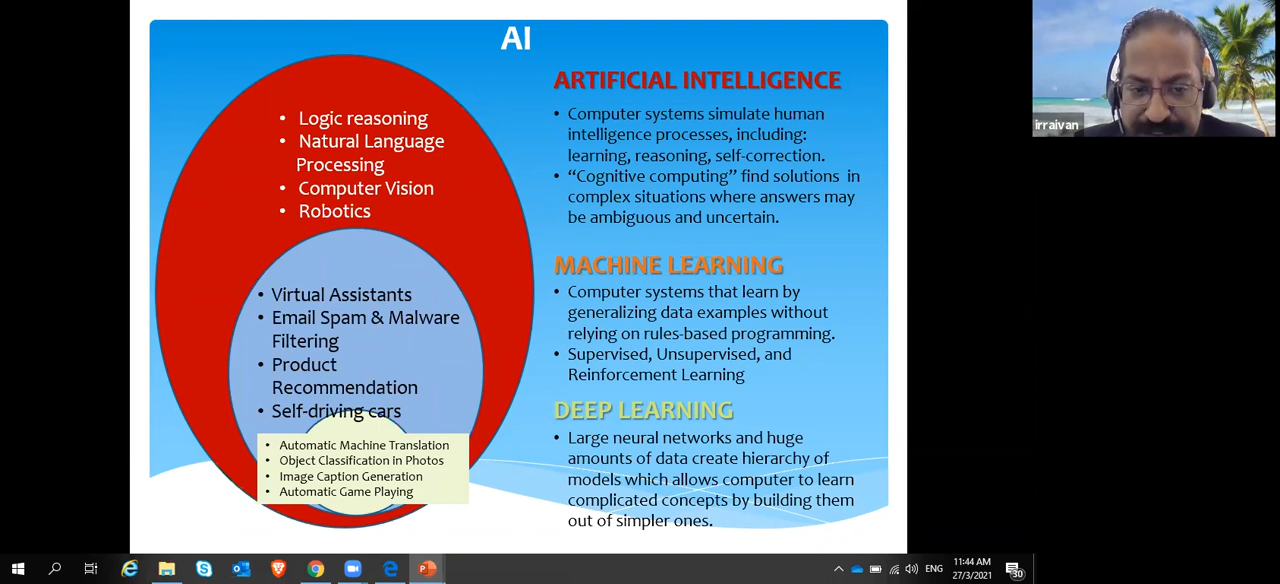 AI
• Logic reasoning
• Natural Language
Processing
• Computer Vision
• Robotics
• Virtual Assistants
• Email Spam & Malware
Filtering
• Product
Recommendation
• Self-driving cars
• Automatic Machine Translation
• Object Classification in Photos
• Image Caption Generation
• Automatic Game Playing
ARTIFICIAL INTELLIGENCE
• Computer systems simulate human
intelligence processes, including:
learning, reasoning, self-correction.
• “Cognitive computing” find solutions in
complex situations where answers may
be ambiguous and uncertain.
MACHINE LEARNING
• Computer systems that learn by
generalizing data examples without
relying on rules-based programming.
• Supervised, Unsupervised, and
Reinforcement Learning
DEEP LEARNING
• Large neural networks and huge
amounts of data create hierarchy of
models which allows computer to learn
complicated concepts by building them
out of simpler ones.
irraivan
ENG
11:44 AM
27/3/2021
30